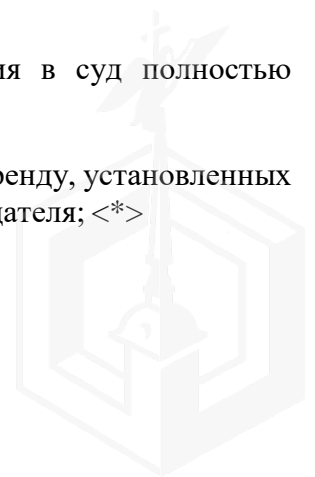 ия в суд полностью
ренду, установленных
дателя; <*>